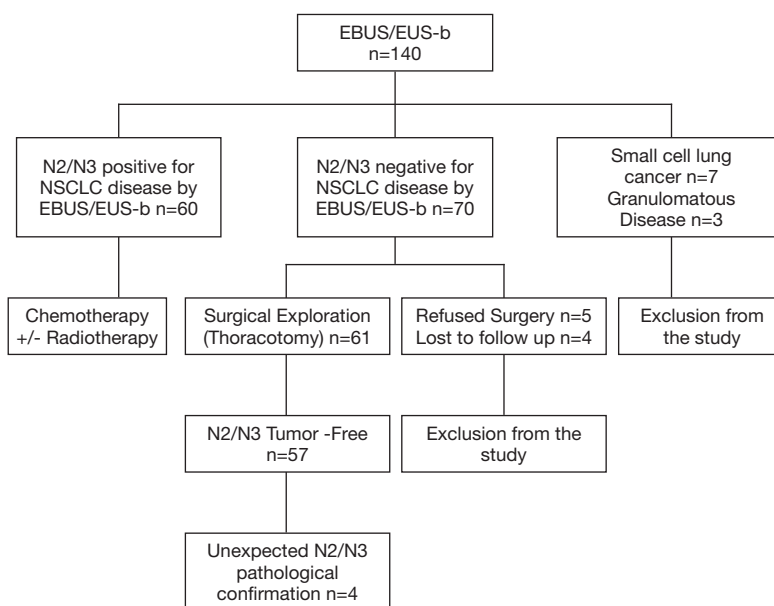 EBUS/EUS-b
n=140
N2/N3 positive for
NSCLC disease by
EBUS/EUS-b n=60
N2/N3 negative for
NSCLC disease by
EBUS/EUS-b n=70
Small cell lung
cancer n=7
Granulomatous
Disease n=3
Chemotherapy
+/- Radiotherapy
Surgical Exploration
(Thoracotomy) n=61
Refused Surgery n=5
Lost to follow up n=4
Exclusion from
the study
N2/N3 Tumor -Free
n=57
Exclusion from the
study
Unexpected N2/N3
pathological
confirmation n=4